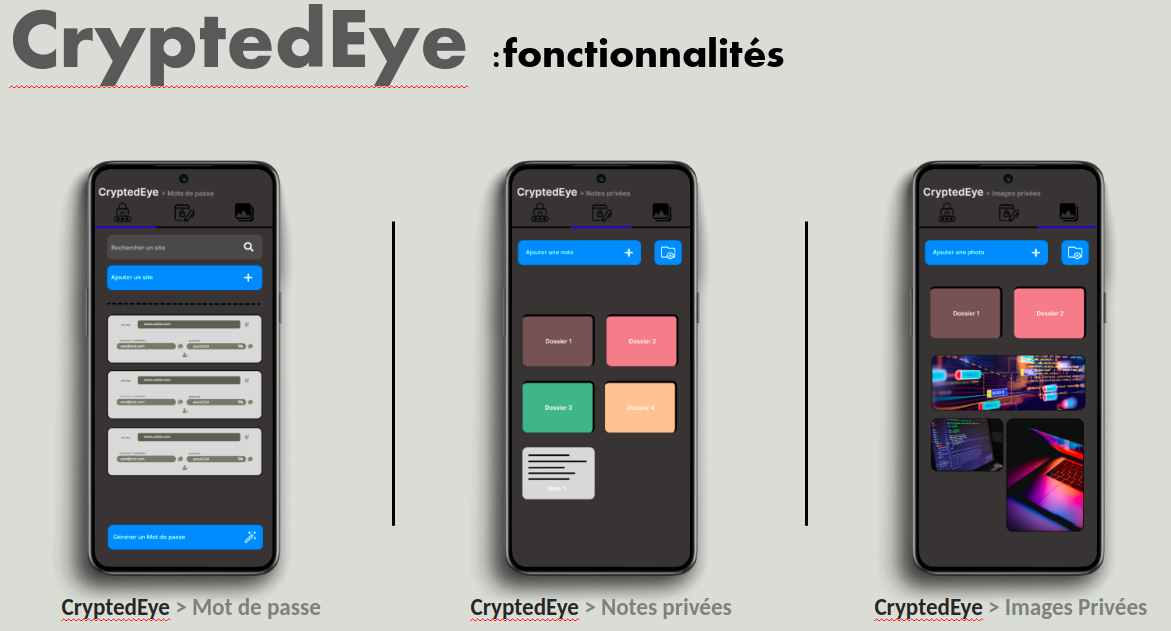 CryptedEye :fonctionnalités
CryptedEye > Mots de passe
Rechercher un site
Ajouter un site
Générer un Mot de passe
CryptedEye > Mot de passe
CryptedEye > Notes privées
Ajouter une note
Dossier 1
Dossier 2
Dossier 3
Dossier 4
Note 1
CryptedEye > Notes privées
CryptedEye > Images privées
Ajouter une photo
Dossier 1
Dossier 2
CryptedEye > Images Privées